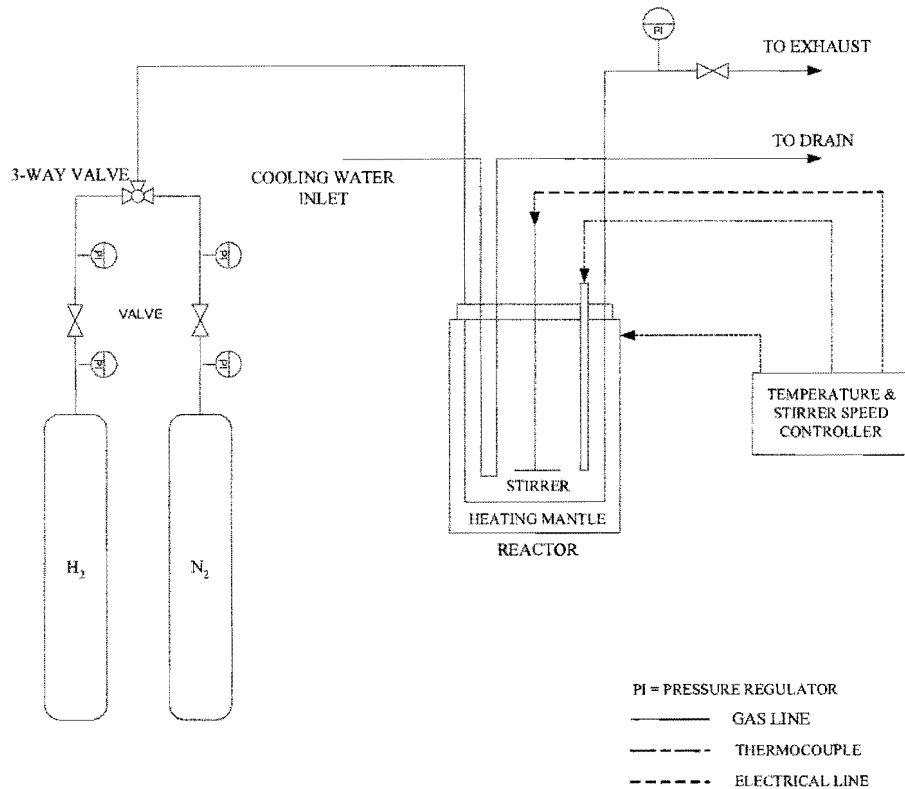 PI
TO EXHAUST
TO DRAIN
3-WAY VALVE
COOLING WATER
INLET
PI
PI
VALVE
PI
PI
TEMPERATURE &
STIRRER SPEED
CONTROLLER
STIRRER
HEATING MANTLE
REACTOR
H₂
N₂
PI = PRESSURE REGULATOR
GAS LINE
THERMOCOUPLE
ELECTRICAL LINE